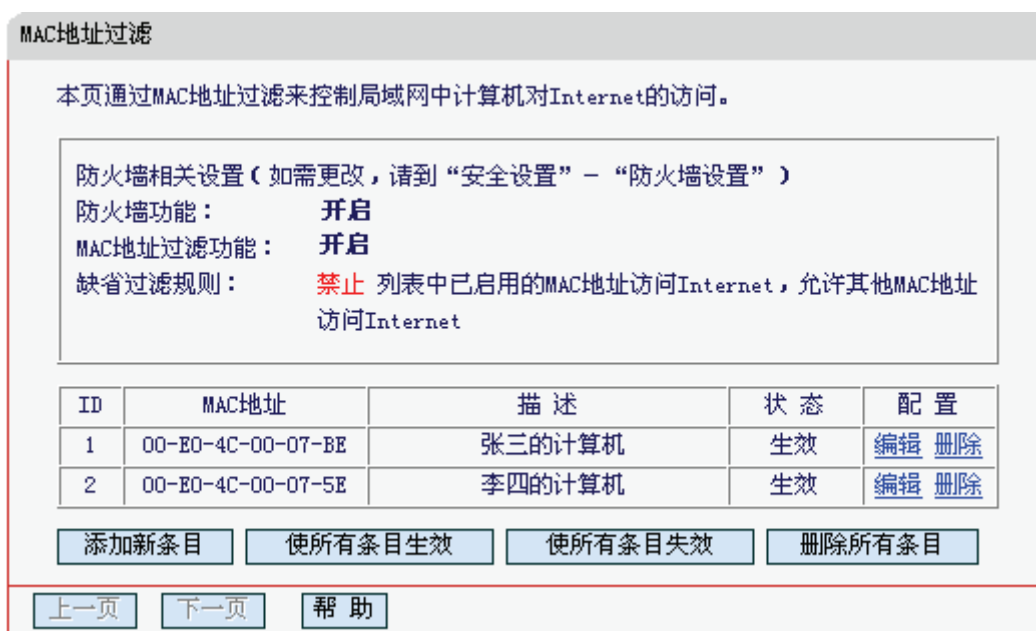 MAC地址过滤
本页通过MAC地址过滤来控制局域网中计算机对Internet的访问。
防火墙相关设置(如需更改,请到“安全设置”-“防火墙设置”)
防火墙功能: 开启
MAC地址过滤功能: 开启
缺省过滤规则: 禁止 列表中已启用的MAC地址访问Internet,允许其他MAC地址
访问Internet
ID MAC地址 描 述 状 态 配 置
1 00-E0-4C-00-07-BE 张三的计算机 生效 编辑 删除
2 00-E0-4C-00-07-5E 李四的计算机 生效 编辑 删除
添加新条目 使所有条目生效 使所有条目失效 删除所有条目
上一页 下一页 帮 助